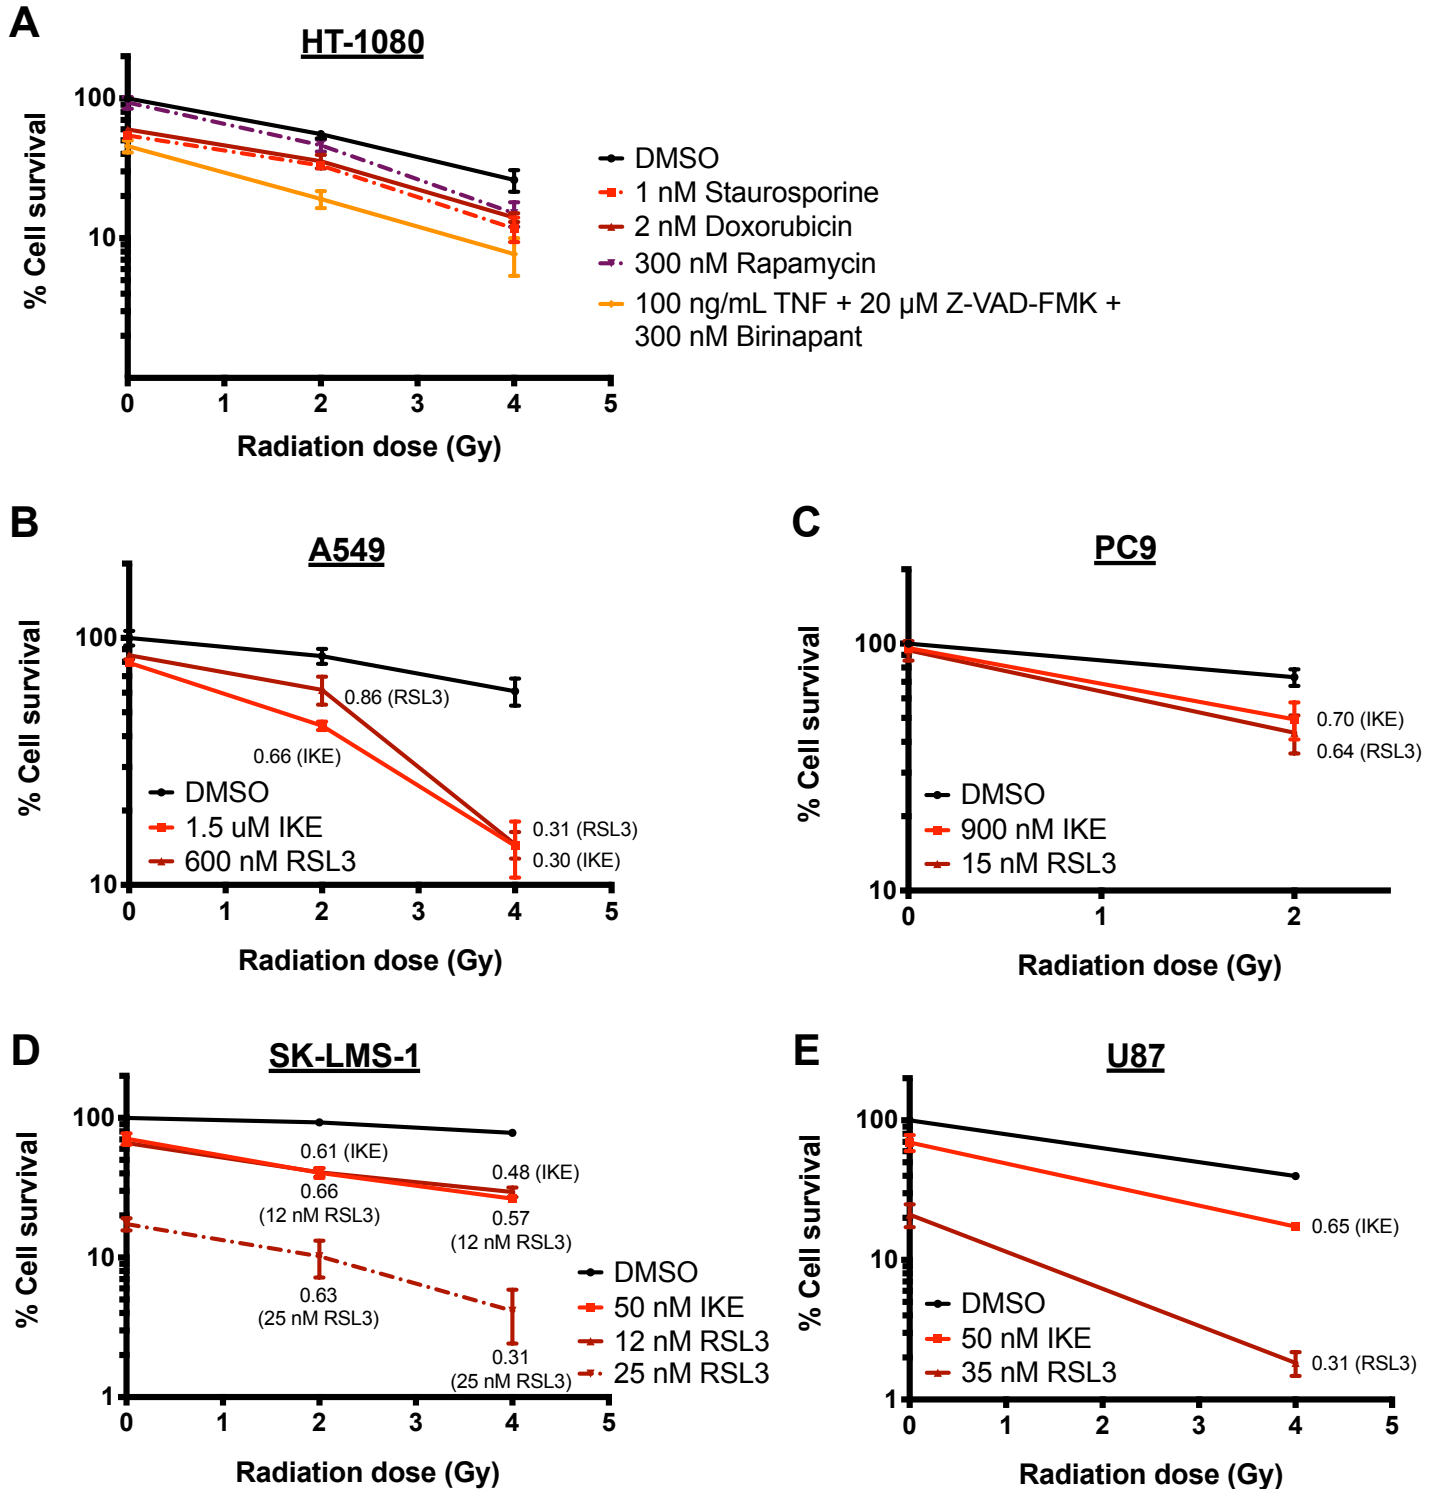 A
HT-1080
% Cell survival
100
10
0 1 2 3 4 5
Radiation dose (Gy)
DMSO
1 nM Staurosporine
2 nM Doxorubicin
300 nM Rapamycin
100 ng/mL TNF + 20 µM Z-VAD-FMK +
300 nM Birinapant
B
A549
% Cell survival
100
10
0.86 (RSL3)
0.66 (IKE)
DMSO
1.5 uM IKE
600 nM RSL3
0.31 (RSL3)
0.30 (IKE)
0 1 2 3 4 5
Radiation dose (Gy)
C
PC9
% Cell survival
100
10
0.70 (IKE)
0.64 (RSL3)
DMSO
900 nM IKE
15 nM RSL3
0 1 2
Radiation dose (Gy)
D
SK-LMS-1
% Cell survival
100
10
1
0.61 (IKE)
0.66
(12 nM RSL3)
0.48 (IKE)
0.57
(12 nM RSL3)
0.63
(25 nM RSL3)
0.31
(25 nM RSL3)
DMSO
50 nM IKE
12 nM RSL3
25 nM RSL3
0 1 2 3 4 5
Radiation dose (Gy)
E
U87
% Cell survival
100
10
1
0.65 (IKE)
DMSO
50 nM IKE
35 nM RSL3
0.31 (RSL3)
0 1 2 3 4 5
Radiation dose (Gy)